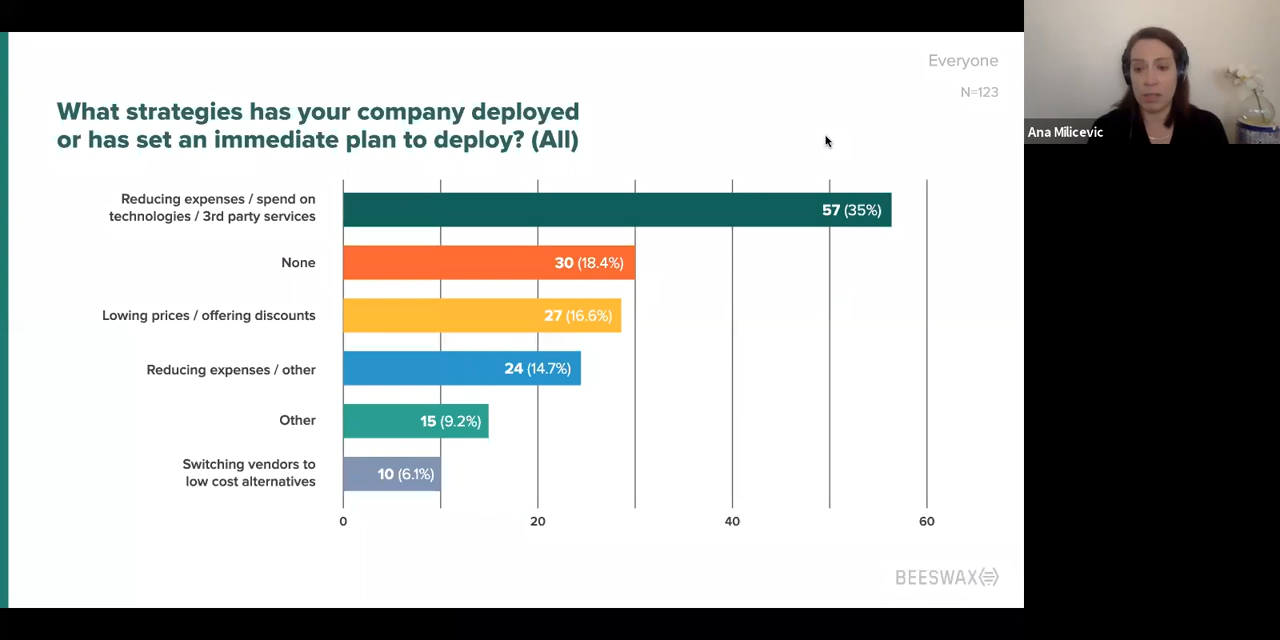 Everyone
N=123
What strategies has your company deployed
or has set an immediate plan to deploy? (All)
Reducing expenses / spend on
technologies / 3rd party services
57 (35%)
None
30 (18.4%)
Lowing prices / offering discounts
27 (16.6%)
Reducing expenses / other
24 (14.7%)
Other
15 (9.2%)
Switching vendors to
low cost alternatives
10 (6.1%)
0 20 40 60
BEESWAX
Ana Milicevic